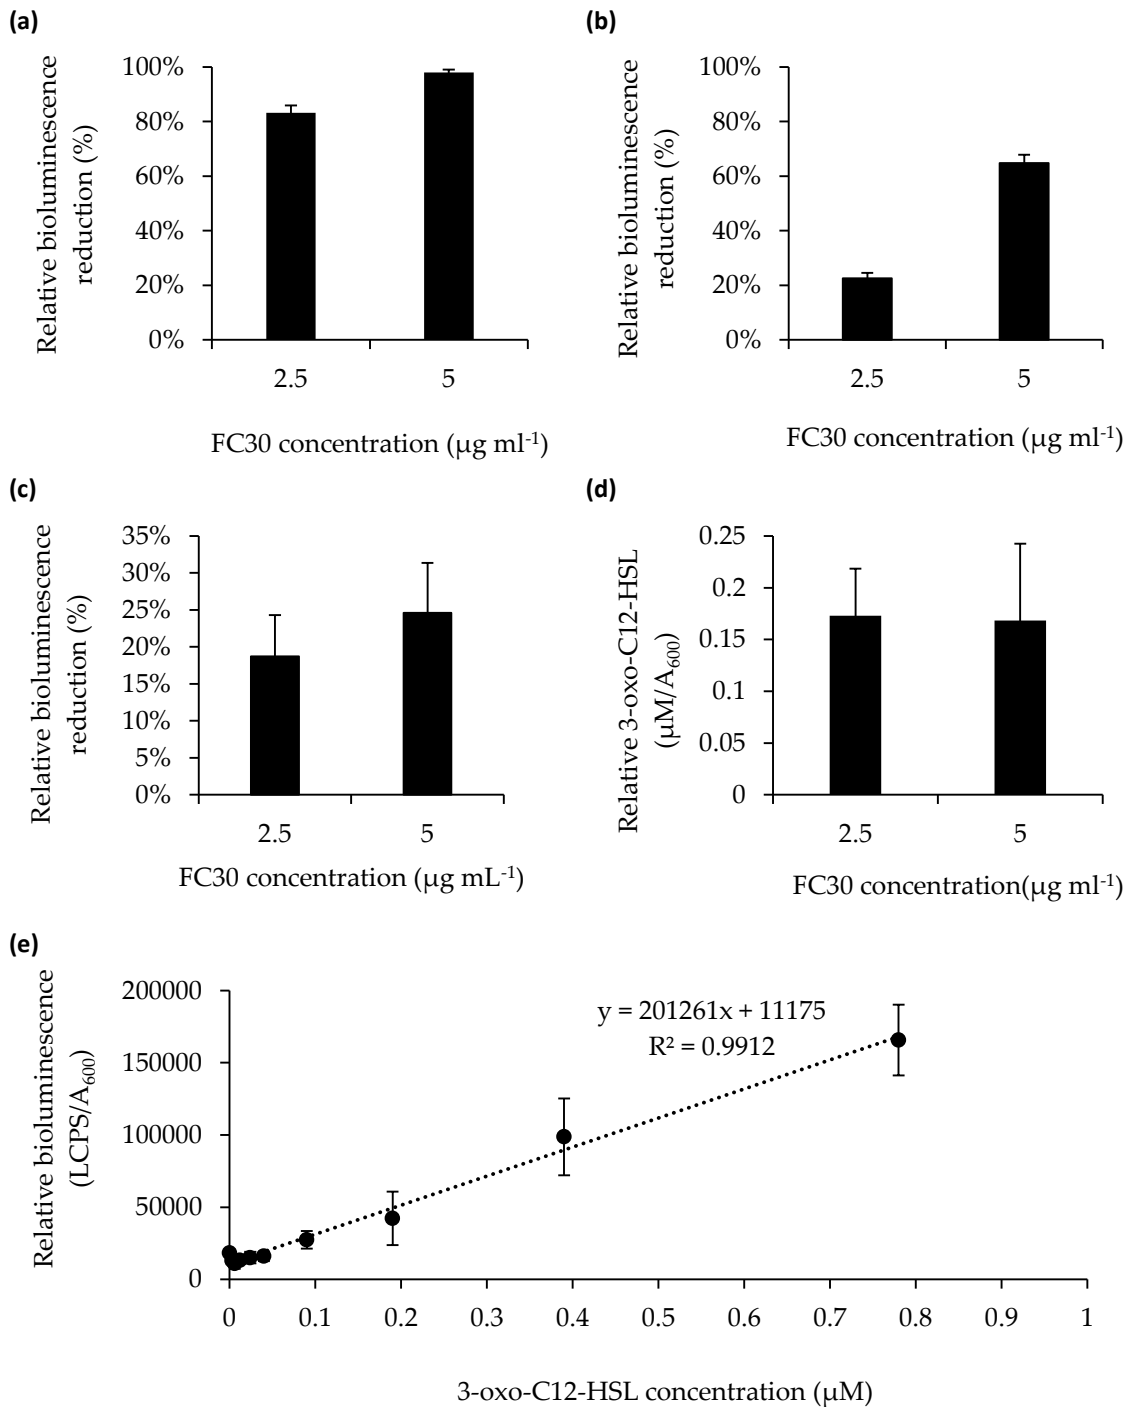 (a)
Relative bioluminescence
reduction (%)
100%
80%
60%
40%
20%
0%
2.5
5
FC30 concentration (µg ml-1)
(b)
Relative bioluminescence
reduction (%)
100%
80%
60%
40%
20%
0%
2.5
5
FC30 concentration (µg ml-1)
(c)
Relative bioluminescence
reduction (%)
35%
30%
25%
20%
15%
10%
5%
0%
2.5
5
FC30 concentration (µg mL-1)
(d)
Relative 3-oxo-C12-HSL
(µM/A600)
0.25
0.2
0.15
0.1
0.05
0
2.5
5
FC30 concentration(µg ml-1)
(e)
Relative bioluminescence
(LCPS/A600)
200000
150000
100000
50000
0
y = 201261x + 11175
R² = 0.9912
0 0.1 0.2 0.3 0.4 0.5 0.6 0.7 0.8 0.9 1
3-oxo-C12-HSL concentration (µM)